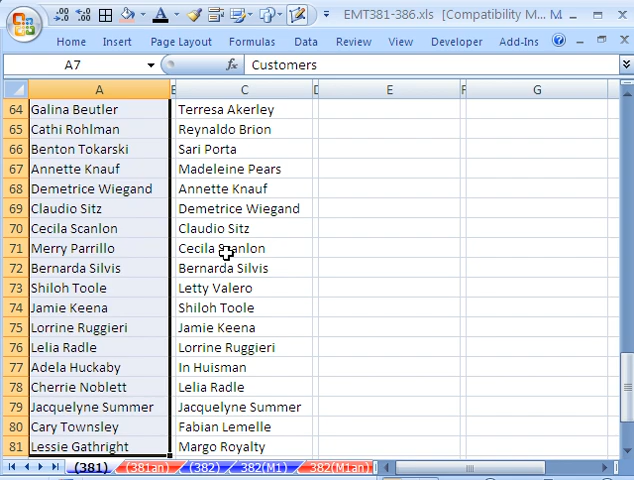 EMT381-386.xls [Compatibility M... M
Home Insert Page Layout Formulas Data Review View Developer Add-Ins
A7 fx Customers
A E C D E F G
64 Galina Beutler Terresa Akerley
65 Cathi Rohlman Reynaldo Brion
66 Benton Tokarski Sari Porta
67 Annette Knauf Madeleine Pears
68 Demetrice Wiegand Annette Knauf
69 Claudio Sitz Demetrice Wiegand
70 Cecila Scanlon Claudio Sitz
71 Merry Parrillo Cecila Scanlon
72 Bernarda Silvis Bernarda Silvis
73 Shiloh Toole Letty Valero
74 Jamie Keena Shiloh Toole
75 Lorrine Ruggieri Jamie Keena
76 Lelia Radle Lorrine Ruggieri
77 Adela Huckaby In Huisman
78 Cherrie Noblett Lelia Radle
79 Jacquelyne Summer Jacquelyne Summer
80 Cary Townsley Fabian Lemelle
81 Lessie Gathright Margo Royalty
(381) (381an) (382) 382(M1) 382(M1an)